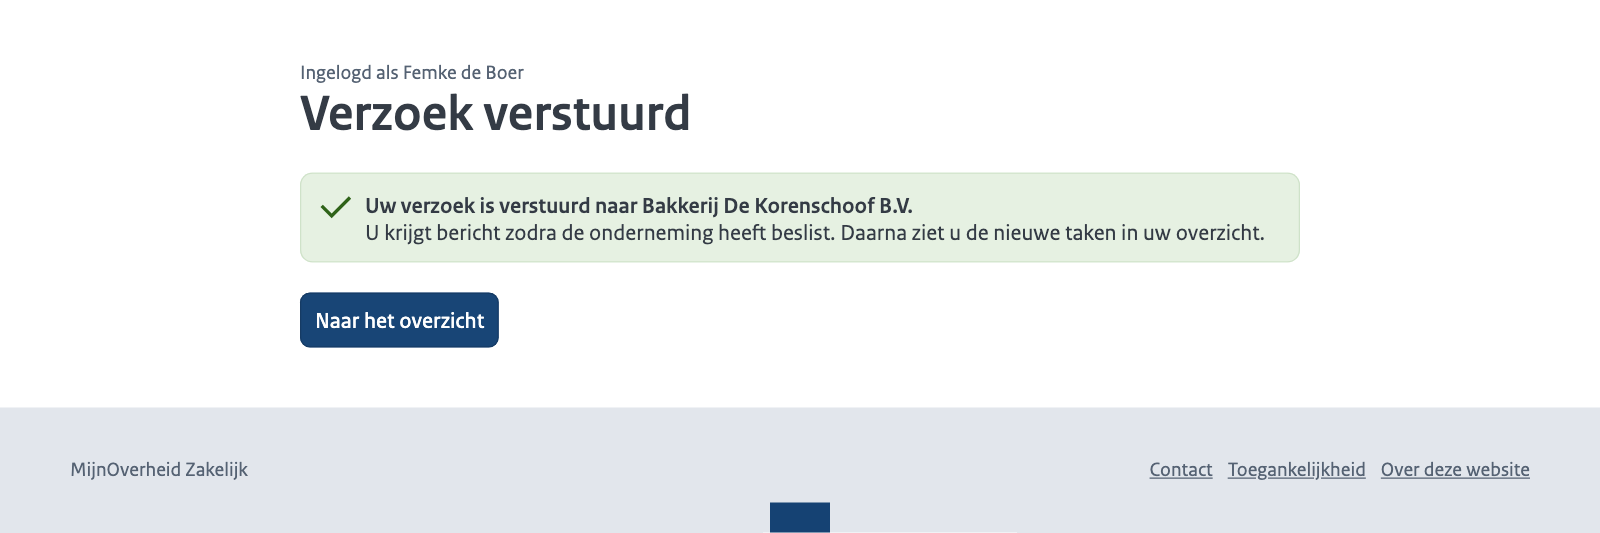 Ingelogd als Femke de Boer
Verzoek verstuurd
Uw verzoek is verstuurd naar Bakkerij De Korenschoof B.V.
U krijgt bericht zodra de onderneming heeft beslist. Daarna ziet u de nieuwe taken in uw overzicht.
Naar het overzicht
MijnOverheid Zakelijk
Contact Toegankelijkheid Over deze website